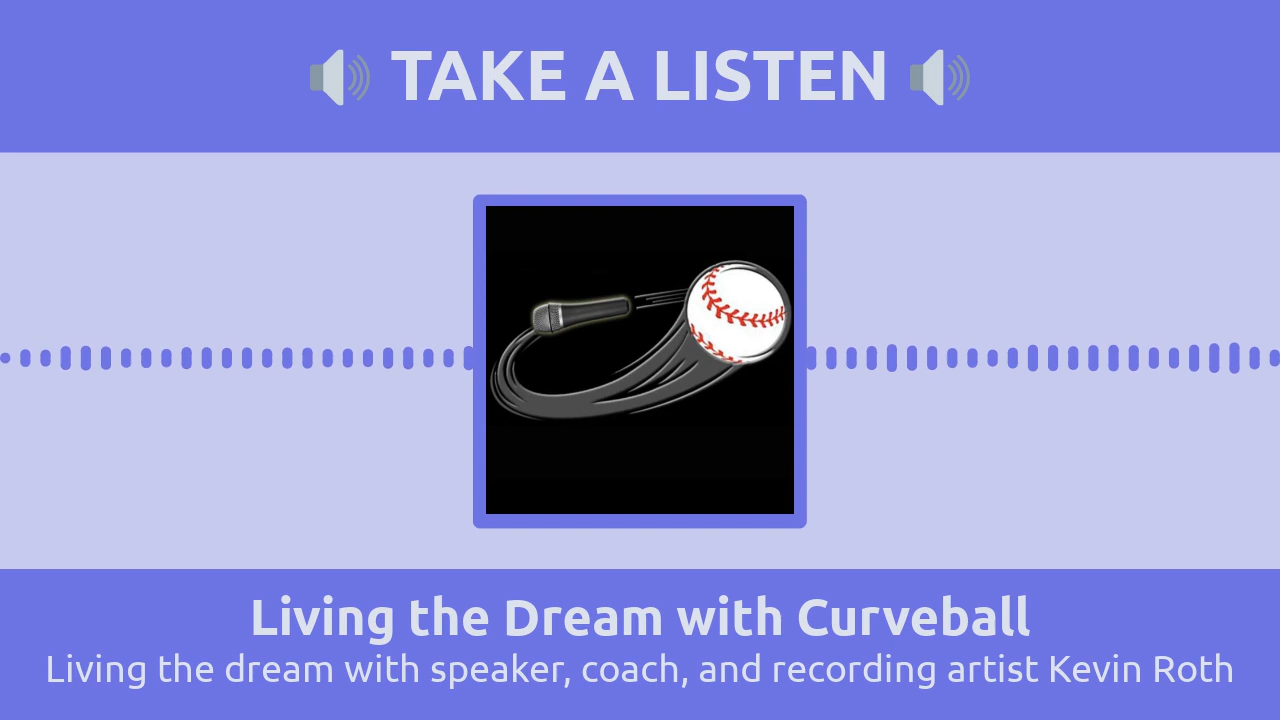 🔊 TAKE A LISTEN 🔊
Living the Dream with Curveball
Living the dream with speaker, coach, and recording artist Kevin Roth